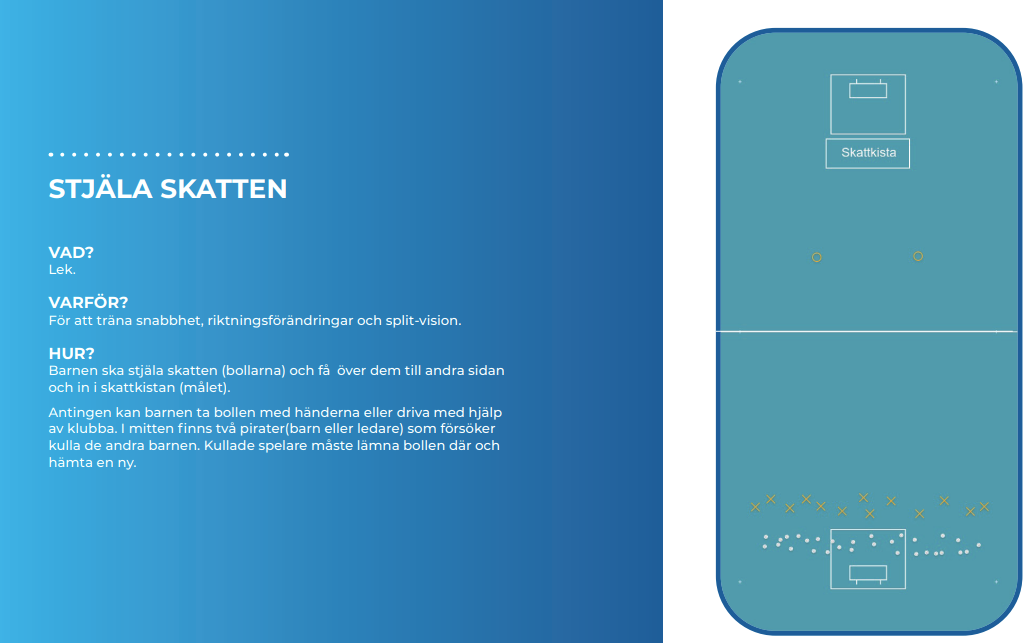 STJÄLA SKATTEN
VAD?
Lek.
VARFÖR?
För att träna snabbhet, riktningsförändringar och split-vision.
HUR?
Barnen ska stjäla skatten (bollarna) och få  över dem till andra sidan
och in i skattkistan (målet).
Antingen kan barnen ta bollen med händerna eller driva med hjälp
av klubba. I mitten finns två pirater(barn eller ledare) som försöker
kulla de andra barnen. Kullade spelare måste lämna bollen där och
hämta en ny.
Skattkista